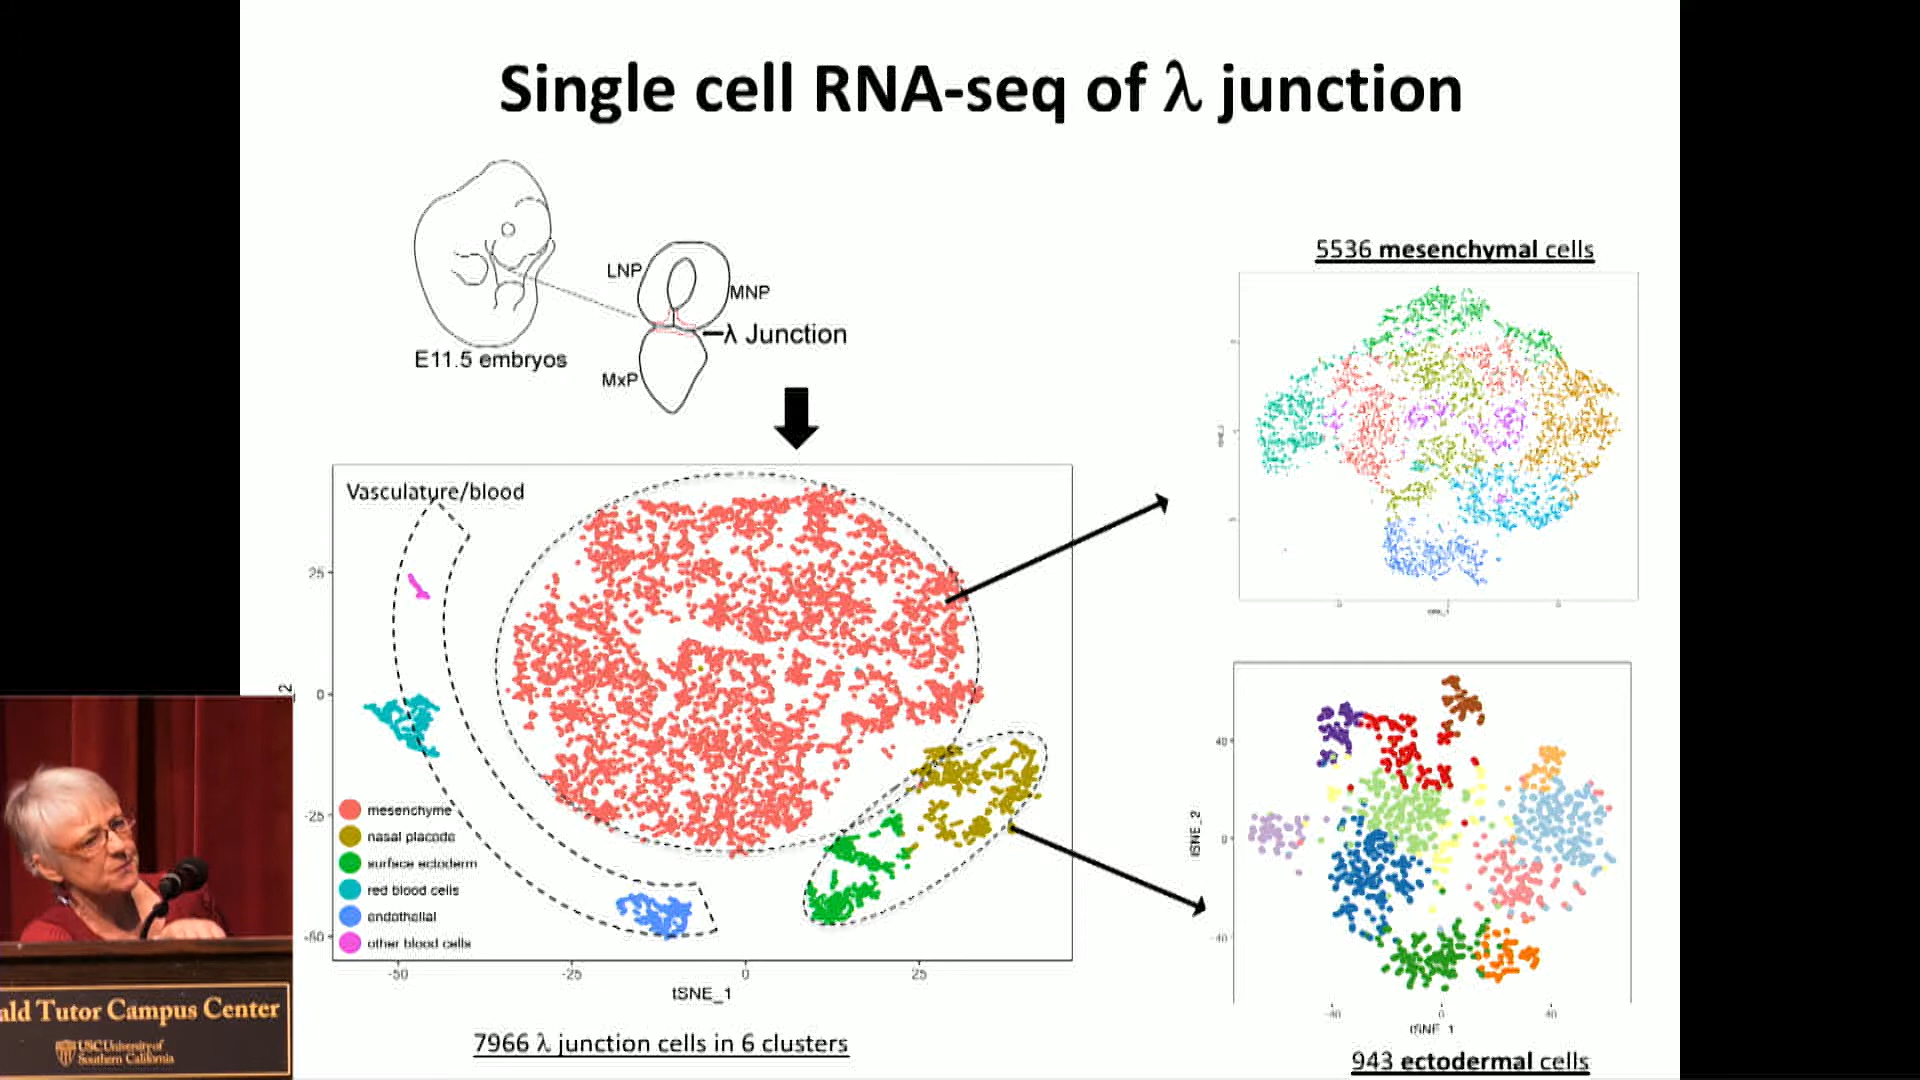 Single cell RNA-seq of λ junction
LNP
MNP
λ Junction
E11.5 embryos
MxP
5536 mesenchymal cells
Vasculature/blood
25
0
-25
-50
mesenchyme
nasal placode
surface ectoderm
red blood cells
endothelial
other blood cells
-50
-25
0
25
tSNE_1
7966 λ junction cells in 6 clusters
40
0
-40
tSNE_2
-40
0
40
tSNE_1
943 ectodermal cells
ald Tutor Campus Center
USC University of
Southern California